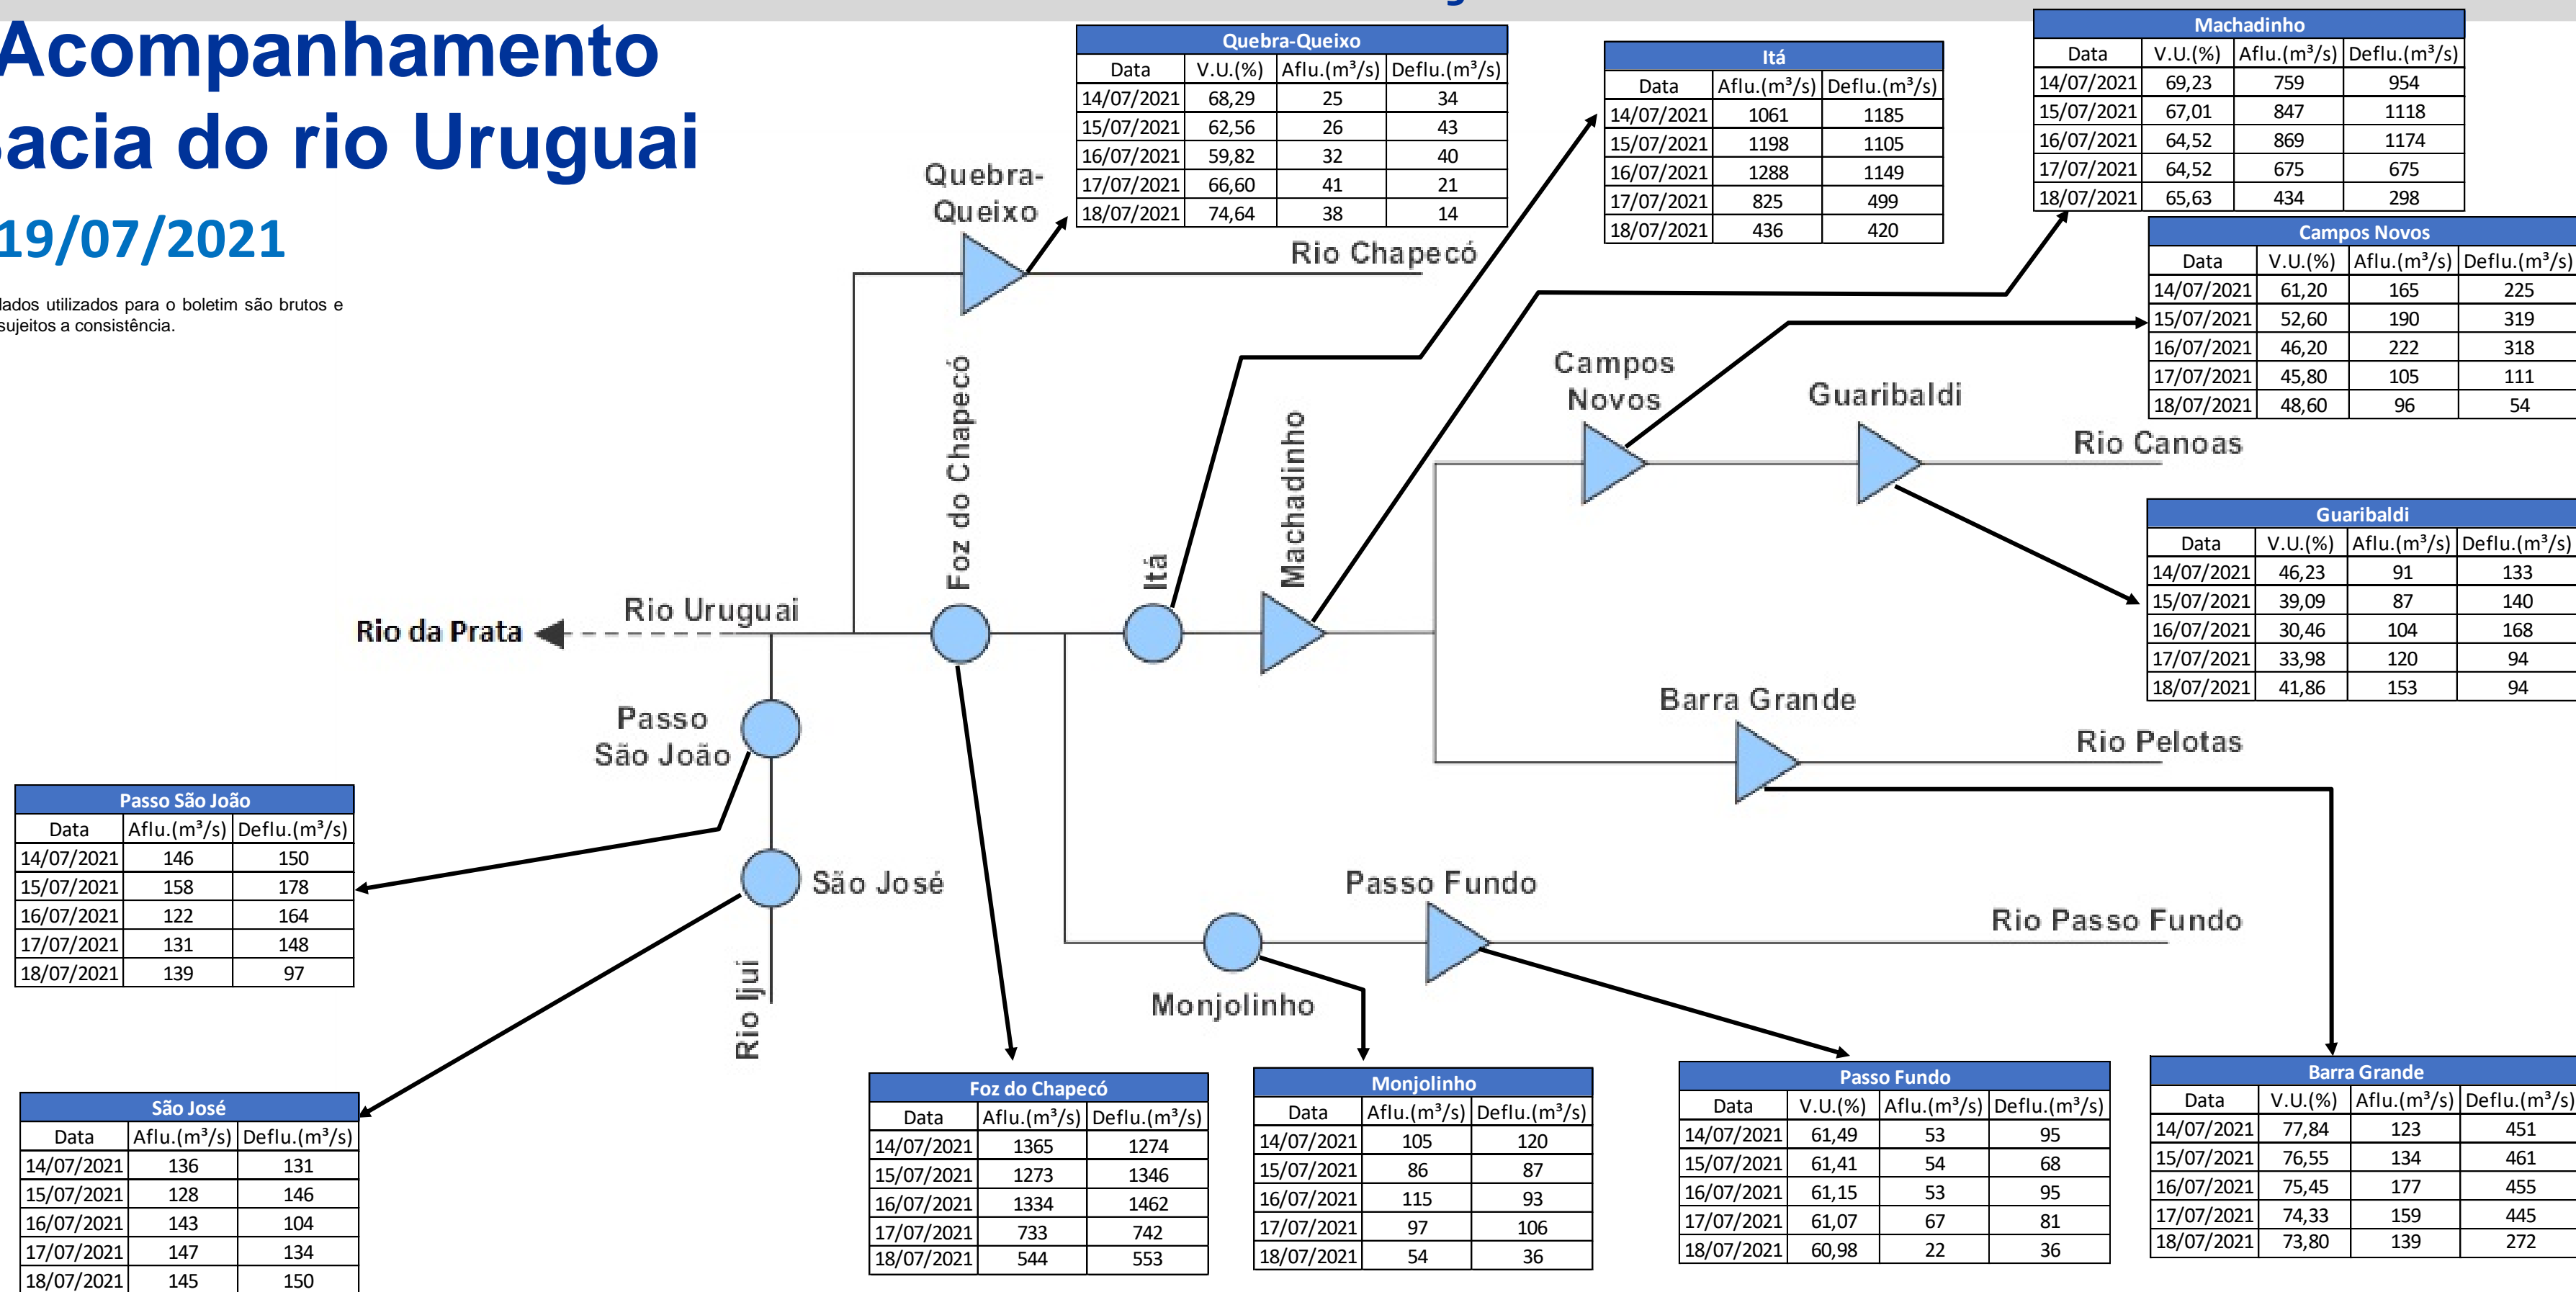 Acompanhamento
Bacia do rio Uruguai
19/07/2021
dados utilizados para o boletim são brutos e
sujeitos a consistência.
Quebra-Queixo
Data V.U.(%) Aflu.(m³/s) Deflu.(m³/s)
14/07/2021 68,29 25 34
15/07/2021 62,56 26 43
16/07/2021 59,82 32 40
17/07/2021 66,60 41 21
18/07/2021 74,64 38 14
Itá
Data Aflu.(m³/s) Deflu.(m³/s)
14/07/2021 1061 1185
15/07/2021 1198 1105
16/07/2021 1288 1149
17/07/2021 825 499
18/07/2021 436 420
Machadinho
Data V.U.(%) Aflu.(m³/s) Deflu.(m³/s)
14/07/2021 69,23 759 954
15/07/2021 67,01 847 1118
16/07/2021 64,52 869 1174
17/07/2021 64,52 675 675
18/07/2021 65,63 434 298
Campos Novos
Data V.U.(%) Aflu.(m³/s) Deflu.(m³/s)
14/07/2021 61,20 165 225
15/07/2021 52,60 190 319
16/07/2021 46,20 222 318
17/07/2021 45,80 105 111
18/07/2021 48,60 96 54
Quebra-
Queixo
Rio Chapecó
Foz do Chapecó
Itá
Machadinho
Campos
Novos
Guaribaldi
Rio Canoas
Guaribaldi
Data V.U.(%) Aflu.(m³/s) Deflu.(m³/s)
14/07/2021 46,23 91 133
15/07/2021 39,09 87 140
16/07/2021 30,46 104 168
17/07/2021 33,98 120 94
18/07/2021 41,86 153 94
Rio da Prata
Rio Uruguai
Barra Grande
Rio Pelotas
Passo
São João
São José
Rio Ijui
Passo Fundo
Rio Passo Fundo
Monjolinho
Passo São João
Data Aflu.(m³/s) Deflu.(m³/s)
14/07/2021 146 150
15/07/2021 158 178
16/07/2021 122 164
17/07/2021 131 148
18/07/2021 139 97
São José
Data Aflu.(m³/s) Deflu.(m³/s)
14/07/2021 136 131
15/07/2021 128 146
16/07/2021 143 104
17/07/2021 147 134
18/07/2021 145 150
Foz do Chapecó
Data Aflu.(m³/s) Deflu.(m³/s)
14/07/2021 1365 1274
15/07/2021 1273 1346
16/07/2021 1334 1462
17/07/2021 733 742
18/07/2021 544 553
Monjolinho
Data Aflu.(m³/s) Deflu.(m³/s)
14/07/2021 105 120
15/07/2021 86 87
16/07/2021 115 93
17/07/2021 97 106
18/07/2021 54 36
Passo Fundo
Data V.U.(%) Aflu.(m³/s) Deflu.(m³/s)
14/07/2021 61,49 53 95
15/07/2021 61,41 54 68
16/07/2021 61,15 53 95
17/07/2021 61,07 67 81
18/07/2021 60,98 22 36
Barra Grande
Data V.U.(%) Aflu.(m³/s) Deflu.(m³/s)
14/07/2021 77,84 123 451
15/07/2021 76,55 134 461
16/07/2021 75,45 177 455
17/07/2021 74,33 159 445
18/07/2021 73,80 139 272